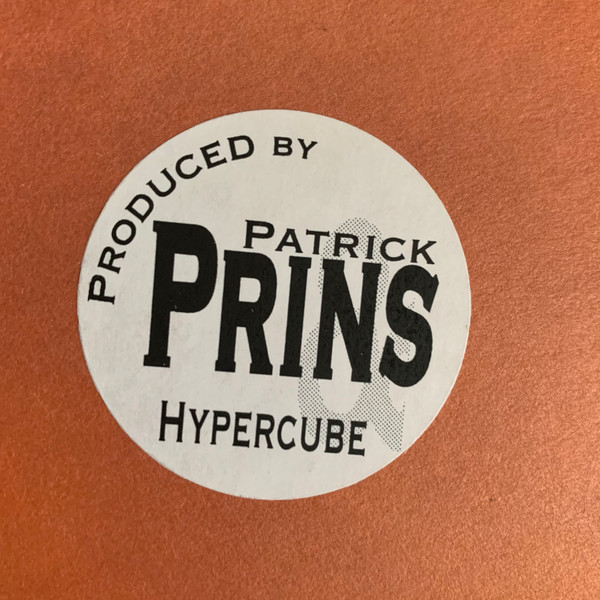 PRODUCED BY
PATRICK
PRINS
&
HYPERCUBE